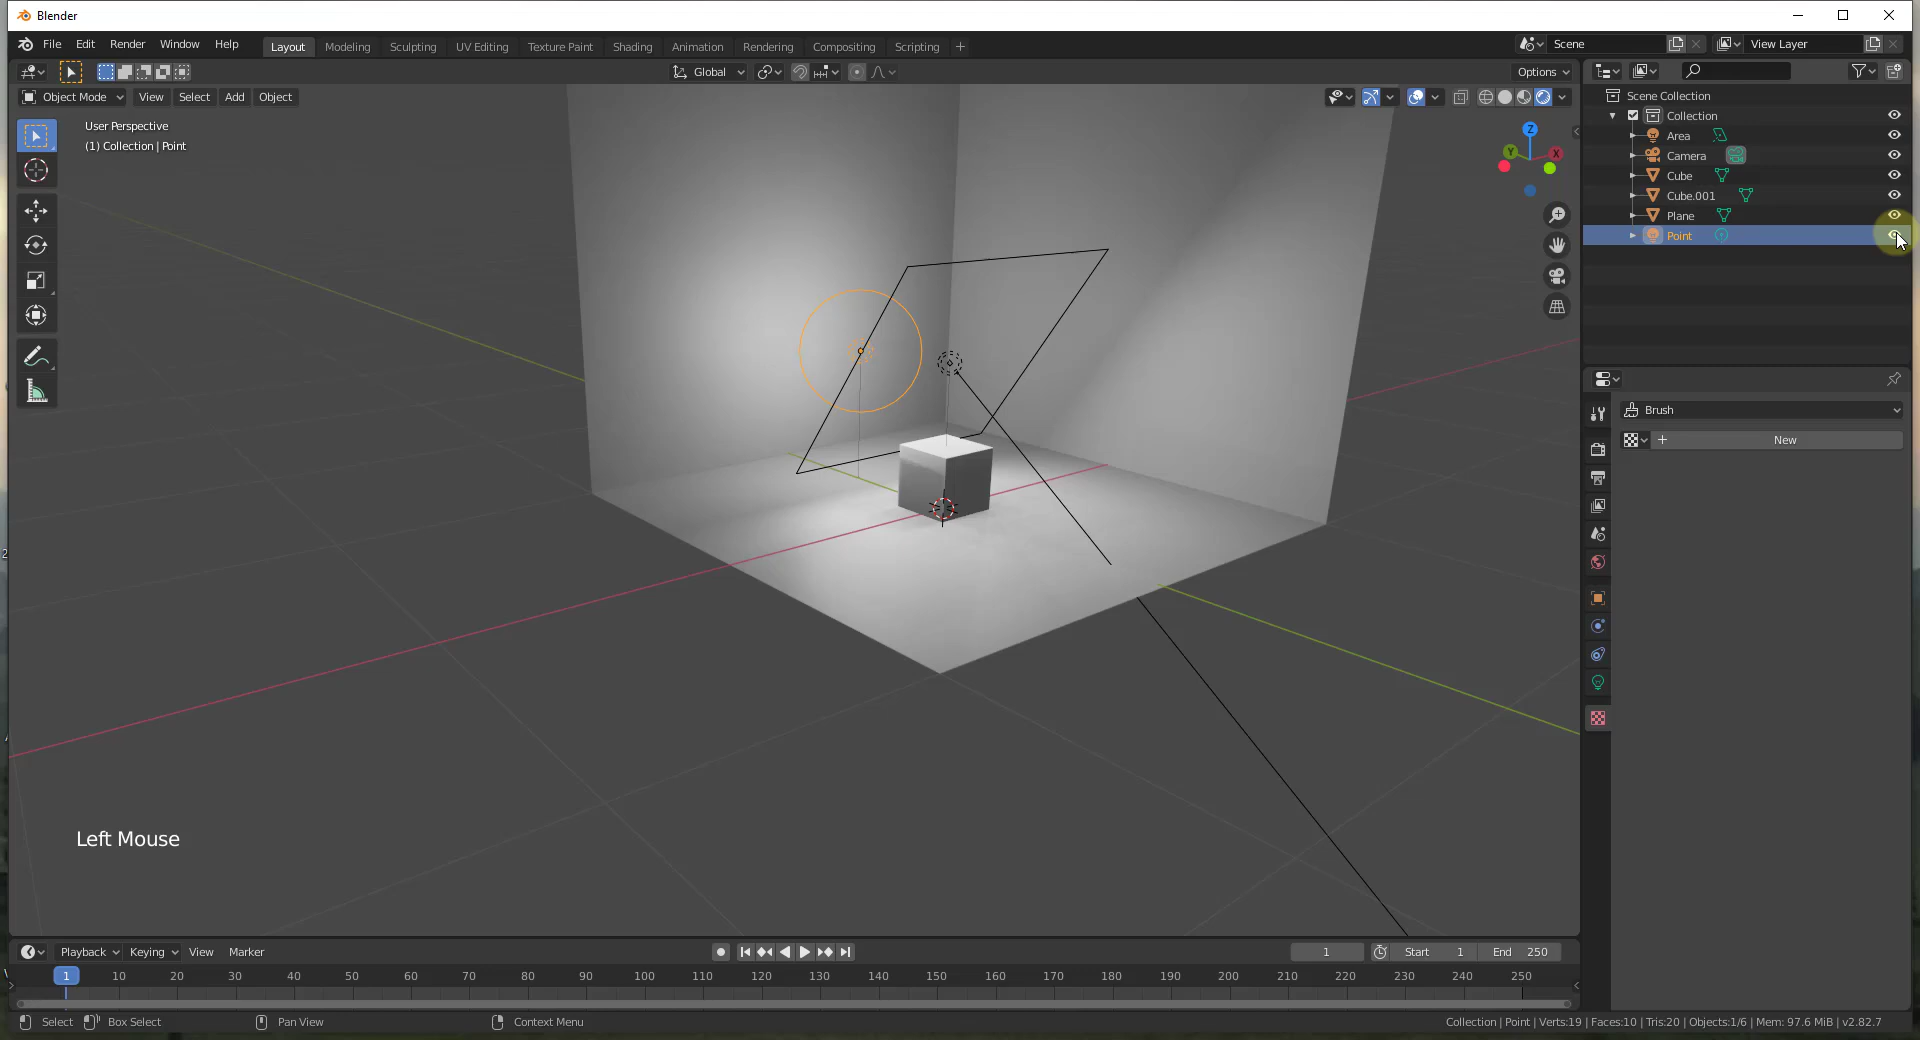 Blender
File Edit Render Window Help Layout Modeling Sculpting UV Editing Texture Paint Shading Animation Rendering Compositing Scripting + Scene View Layer
Global Options
Object Mode View Select Add Object
User Perspective
(1) Collection | Point
Z
Y
X
Scene Collection
Collection
Area
Camera
Cube
Cube.001
Plane
Point
Brush
+ New
Left Mouse
Playback Keying View Marker 1 Start 1 End 250
1 10 20 30 40 50 60 70 80 90 100 110 120 130 140 150 160 170 180 190 200 210 220 230 240 250
Select Box Select Pan View Context Menu Collection | Point | Verts:19 | Faces:10 | Tris:20 | Objects:1/6 | Mem: 97.6 MiB | v2.82.7